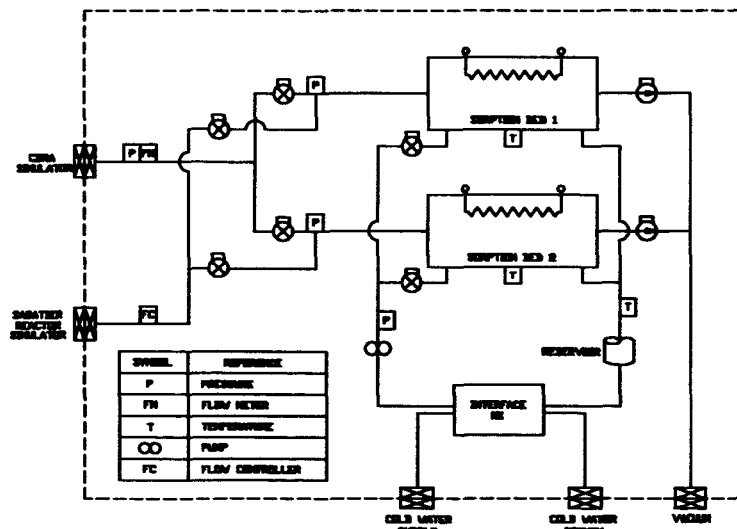 P
SORPTION BED 1
T
CDRA
SIMULATOR
P FM
P
SORPTION BED 2
T
SABATIER
REACTOR
SIMULATOR
FC
P
T
RESERVOIR
SYMBOL REFERENCE
P PRESSURE
FM FLOW METER
T TEMPERATURE
PUMP
FC FLOW CONTROLLER
INTERFACE
HX
COLD WATER
COLD WATER
VACUUM